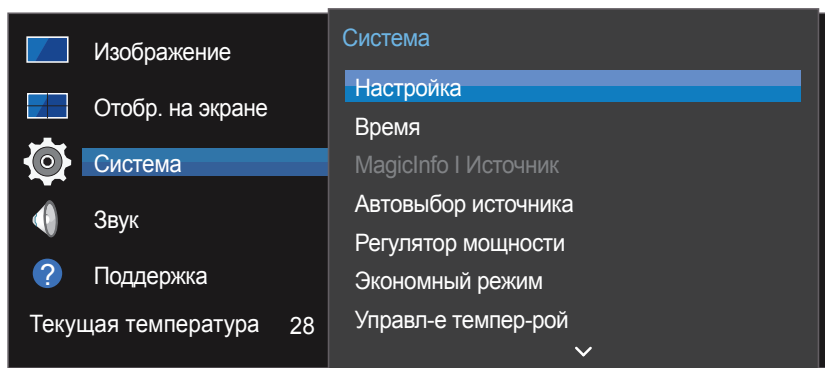 Изображение
Отобр. на экране
Система
Звук
?
Поддержка
Текущая температура 28
Система
Настройка
Время
MagicInfo I Источник
Автовыбор источника
Регулятор мощности
Экономный режим
Управл-е темпер-рой